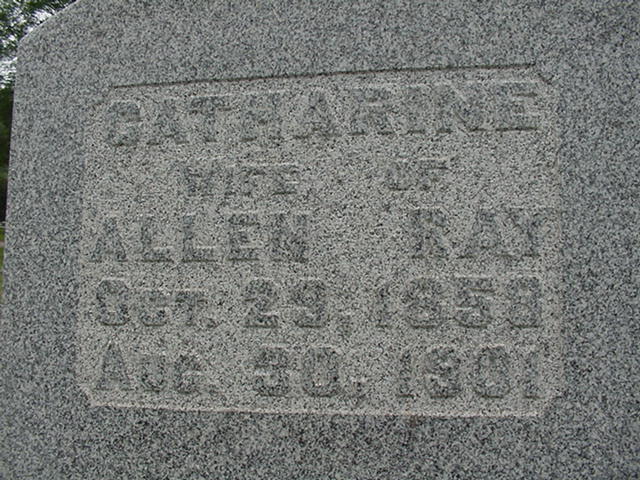 CATHARINE
WIFE OF
ALLEN RAY
OCT. 29, 1858
AUG. 30, 1901